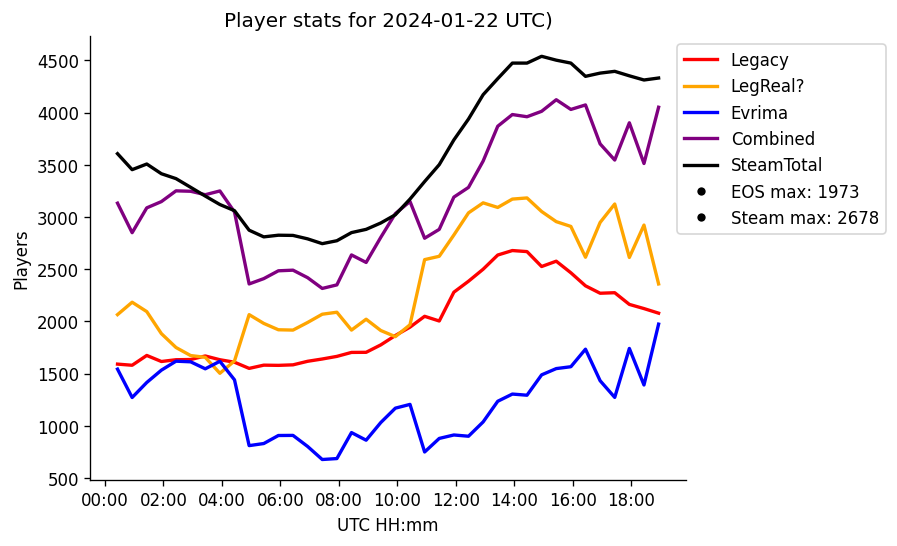 Player stats for 2024-01-22 UTC)
Players
4500
4000
3500
3000
2500
2000
1500
1000
500
00:00 02:00 04:00 06:00 08:00 10:00 12:00 14:00 16:00 18:00
UTC HH:mm
Legacy
LegReal?
Evrima
Combined
SteamTotal
EOS max: 1973
Steam max: 2678